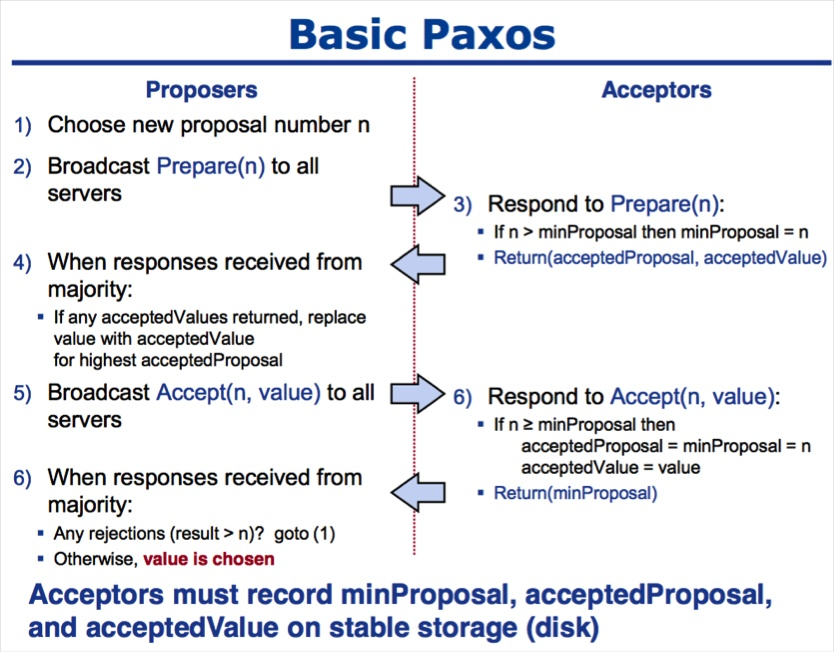 Basic Paxos
Proposers
Acceptors
1) Choose new proposal number n
2) Broadcast Prepare(n) to all
servers
3) Respond to Prepare(n):
▪ If n > minProposal then minProposal = n
▪ Return(acceptedProposal, acceptedValue)
4) When responses received from
majority:
▪ If any acceptedValues returned, replace
value with acceptedValue
for highest acceptedProposal
5) Broadcast Accept(n, value) to all
servers
6) Respond to Accept(n, value):
▪ If n ≥ minProposal then
acceptedProposal = minProposal = n
acceptedValue = value
▪ Return(minProposal)
6) When responses received from
majority:
▪ Any rejections (result > n)? goto (1)
▪ Otherwise, value is chosen
Acceptors must record minProposal, acceptedProposal,
and acceptedValue on stable storage (disk)